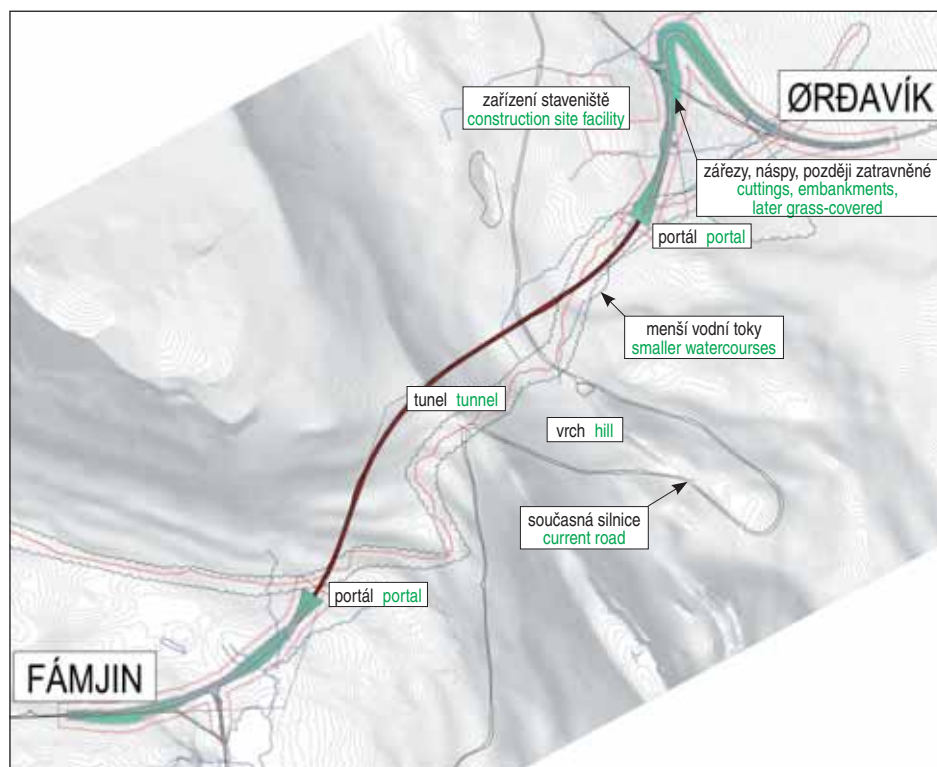 ØRÐAVÍK
zařízení staveniště
construction site facility
zářezy, náspy, později zatravněné
cuttings, embankments,
later grass-covered
portál portal
menší vodní toky
smaller watercourses
tunel tunnel
vrch hill
současná silnice
current road
portál portal
FÁMJIN